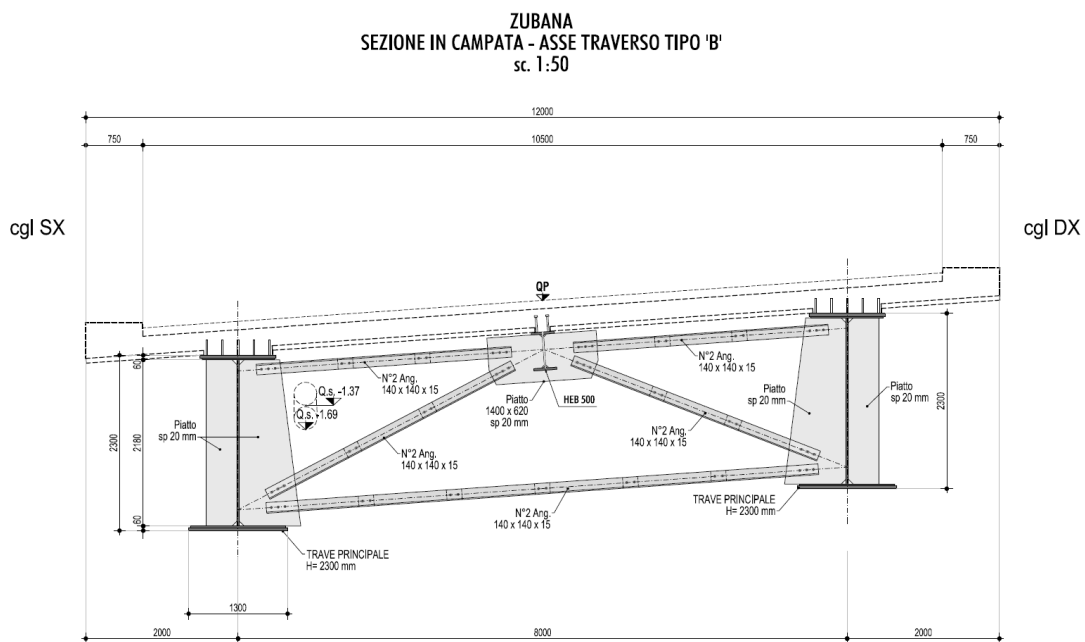 ZUBANA
SEZIONE IN CAMPATA - ASSE TRAVERSO TIPO 'B'
sc. 1:50
12000
750
10500
750
cgl SX
cgl DX
QP
60
N°2 Ang.
140 x 140 x 15
N°2 Ang.
140 x 140 x 15
Q.s. -1.37
Q.s. -1.69
Piatto
1400 x 620
sp 20 mm
HEB 500
Piatto
sp 20 mm
Piatto
sp 20 mm
2300
Piatto
sp 20 mm
2300
2180
N°2 Ang.
140 x 140 x 15
N°2 Ang.
140 x 140 x 15
N°2 Ang.
140 x 140 x 15
TRAVE PRINCIPALE
H= 2300 mm
60
TRAVE PRINCIPALE
H= 2300 mm
1300
2000
8000
2000